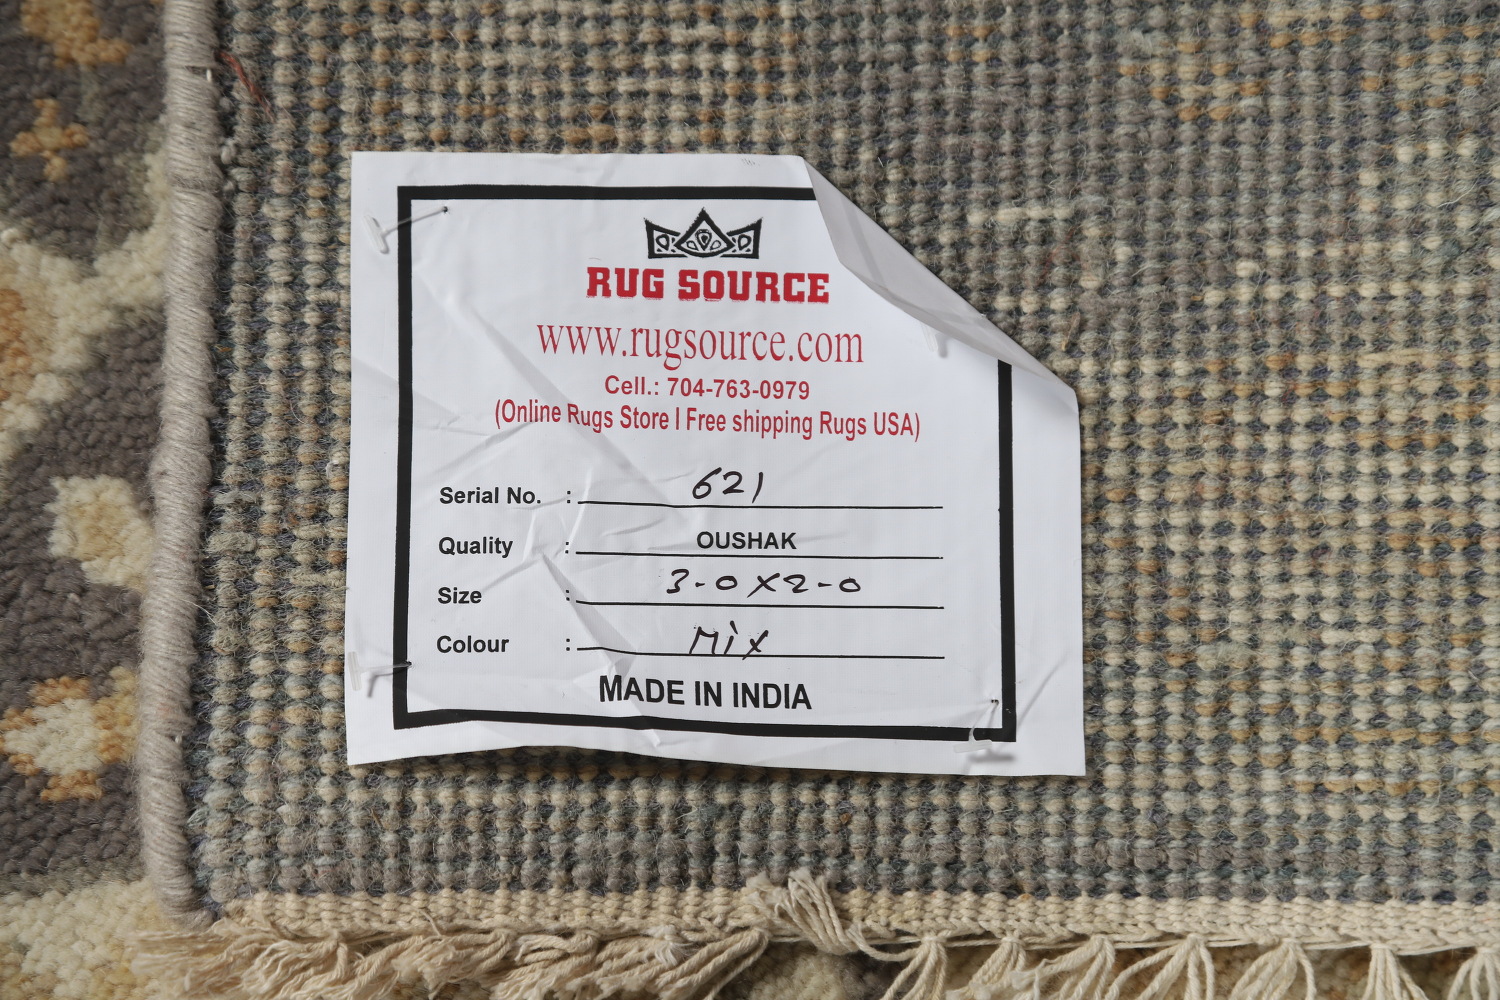 RUG SOURCE
www.rugsource.com
Cell.: 704-763-0979
(Online Rugs Store I Free shipping Rugs USA)
Serial No. : 621
Quality : OUSHAK
Size : 3-0X2-0
Colour : Mix
MADE IN INDIA